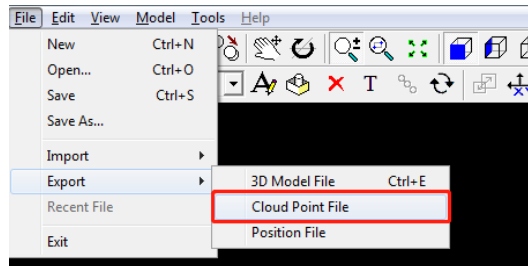 File Edit View Model Tools Help
New Ctrl+N
Open... Ctrl+O
Save Ctrl+S
Save As...
T
Import
Export
3D Model File Ctrl+E
Recent File
Cloud Point File
Position File
Exit